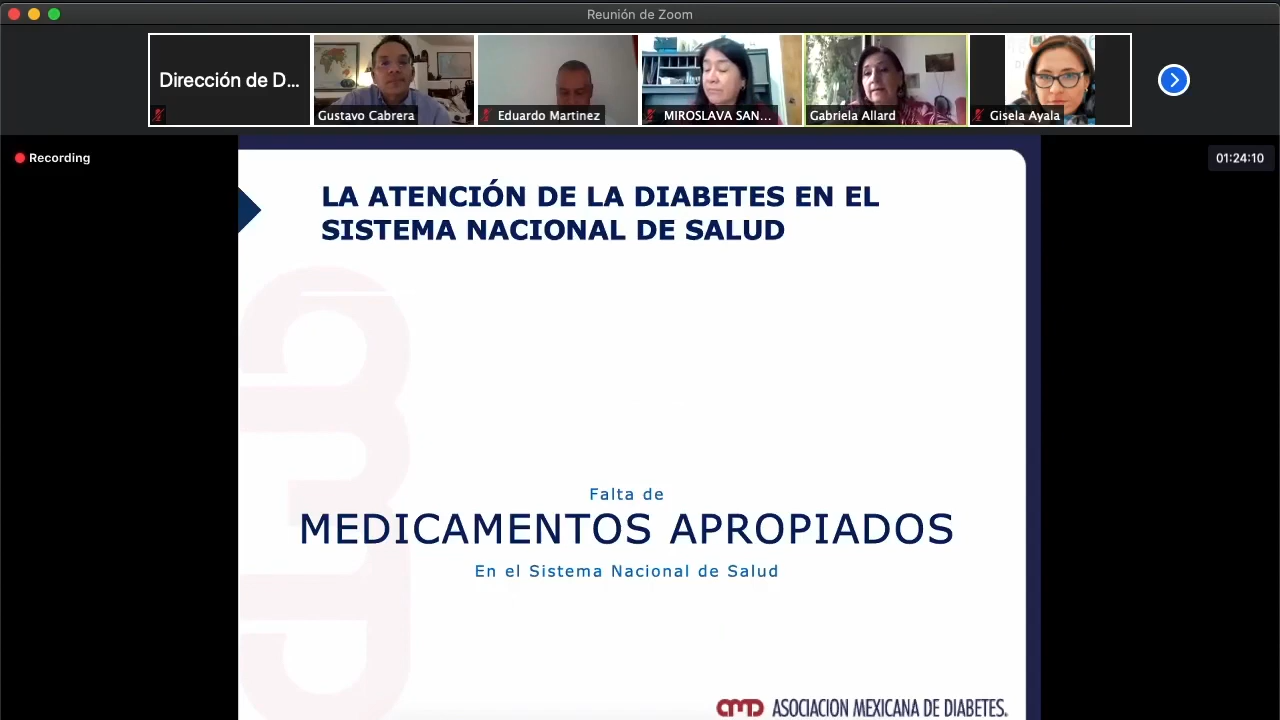 Reunión de Zoom
Dirección de D...
Gustavo Cabrera
Eduardo Martinez
MIROSLAVA SAN...
Gabriela Allard
Gisela Ayala
Recording
01:24:10
LA ATENCIÓN DE LA DIABETES EN EL
SISTEMA NACIONAL DE SALUD
Falta de
MEDICAMENTOS APROPIADOS
En el Sistema Nacional de Salud
amd ASOCIACION MEXICANA DE DIABETES.